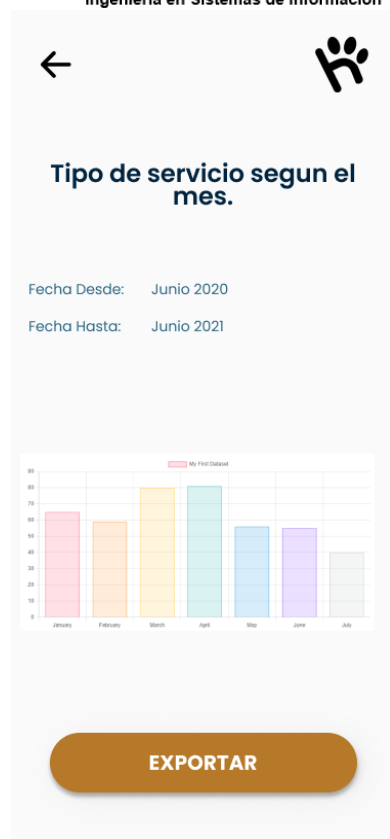 Ingeniería en Sistemas de Información
Tipo de servicio segun el
mes.
Fecha Desde: Junio 2020
Fecha Hasta: Junio 2021
My First Dataset
90
80
70
60
50
40
30
20
10
0
January February March April May June July
EXPORTAR